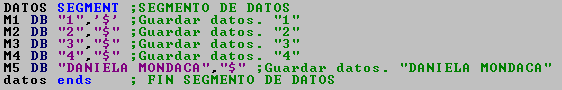 DATOS SEGMENT ;SEGMENTO DE DATOS
M1 DB "1",'$' ;Guardar datos. "1"
M2 DB "2","$" ;Guardar datos. "2"
M3 DB "3","$" ;Guardar datos. "3"
M4 DB "4","$" ;Guardar datos. "4"
M5 DB "DANIELA MONDACA","$" ;Guardar datos. "DANIELA MONDACA"
datos ends ; FIN SEGMENTO DE DATOS